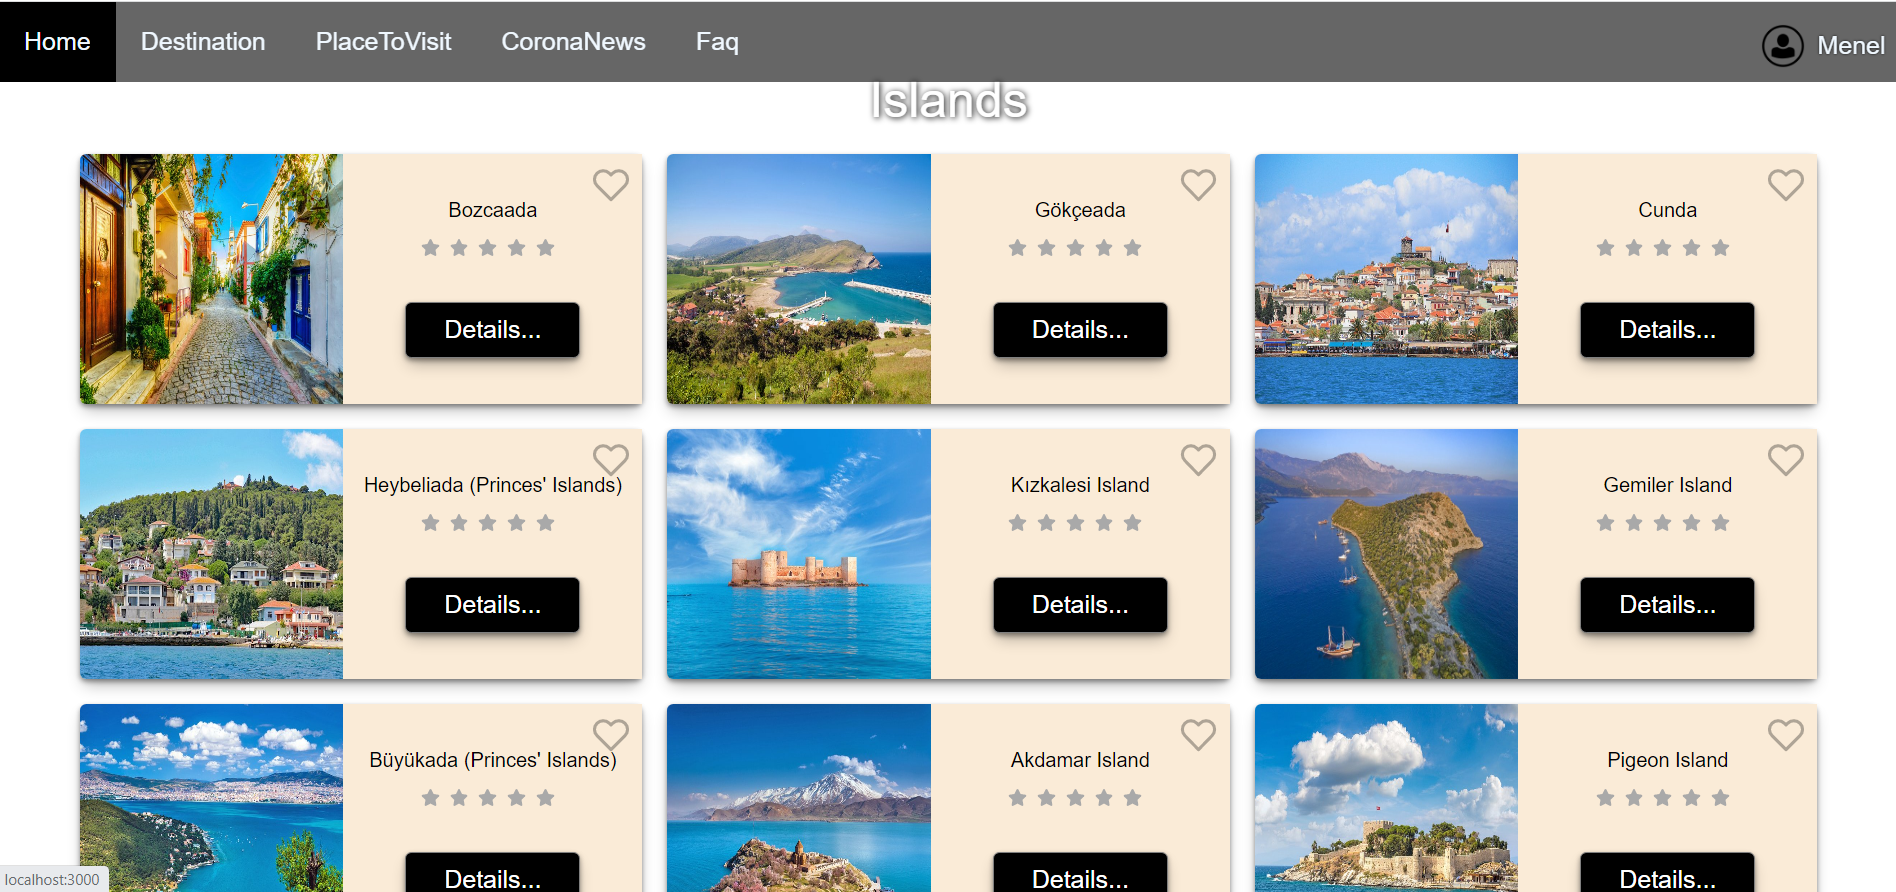 Home Destination PlaceToVisit CoronaNews Faq Menel
Islands
Bozcaada
Details...
Gökçeada
Details...
Cunda
Details...
Heybeliada (Princes' Islands)
Details...
Kızkalesi Island
Details...
Gemiler Island
Details...
Büyükada (Princes' Islands)
Details...
Akdamar Island
Details...
Pigeon Island
Details...
localhost:3000